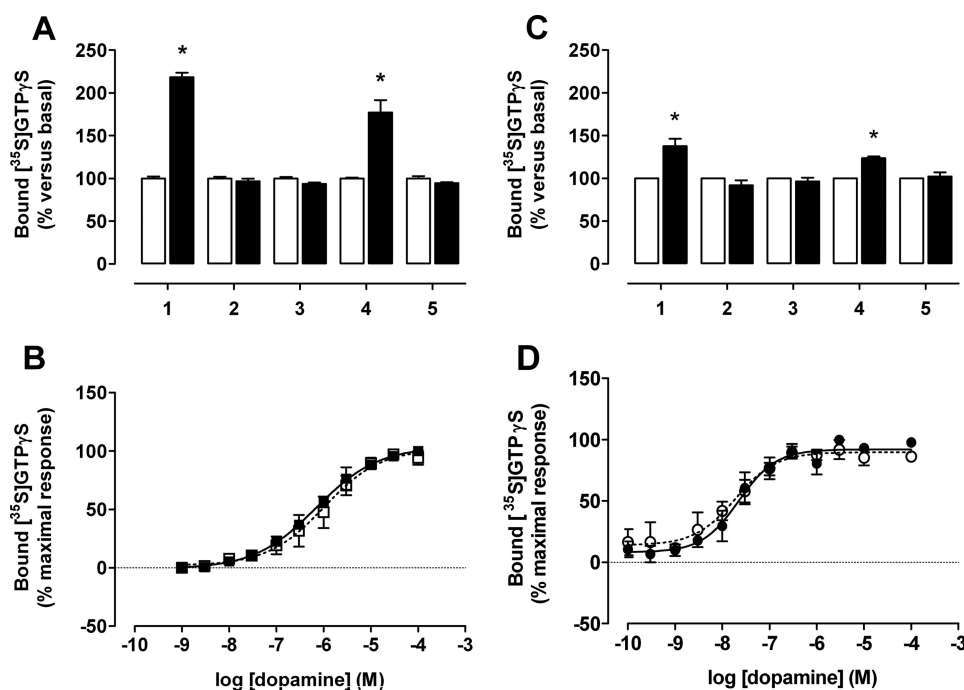 A
Bound [³⁵S]GTPγS
(% versus basal)
250
200
150
100
50
0
*
*
1 2 3 4 5
C
Bound [³⁵S]GTPγS
(% versus basal)
250
200
150
100
50
0
*
*
1 2 3 4 5
B
Bound [³⁵S]GTPγS
(% maximal response)
150
100
50
0
-50
-10 -9 -8 -7 -6 -5 -4 -3
log [dopamine] (M)
D
Bound [³⁵S]GTPγS
(% maximal response)
150
100
50
0
-50
-10 -9 -8 -7 -6 -5 -4 -3
log [dopamine] (M)